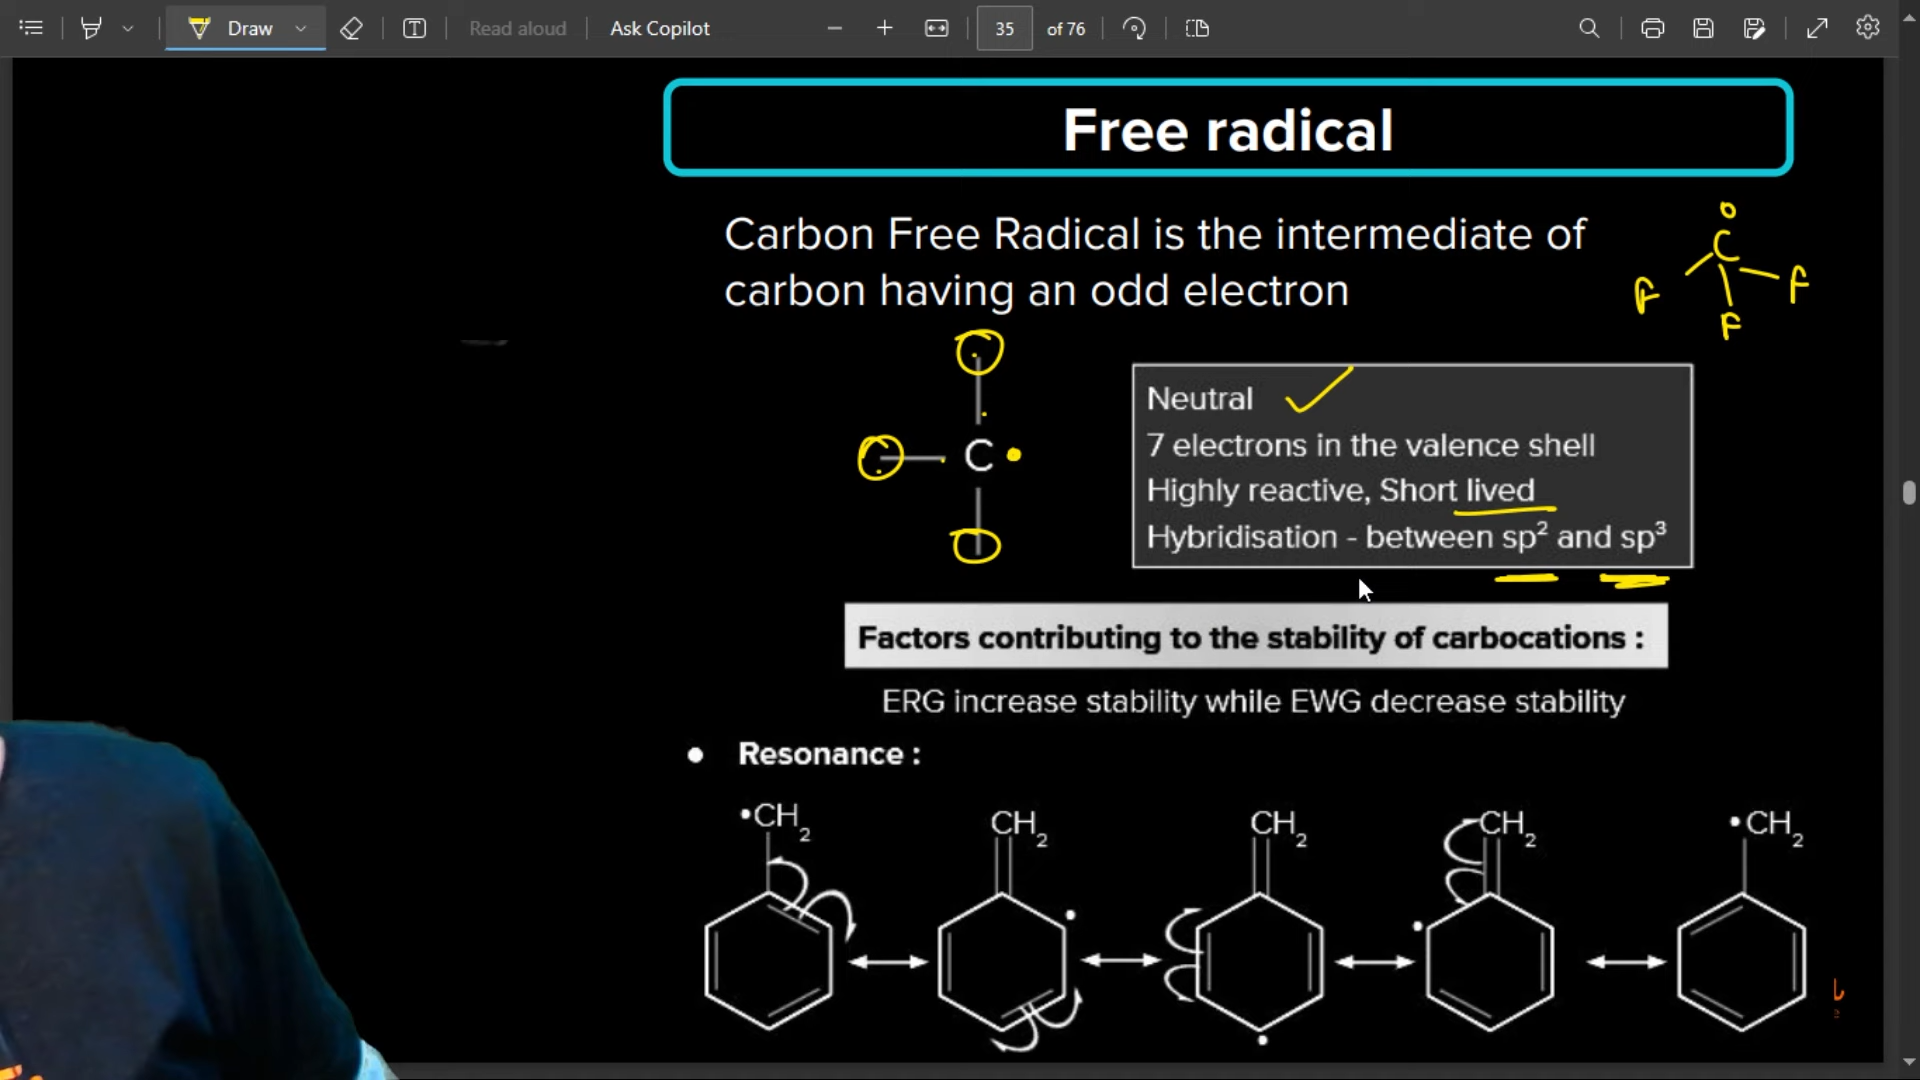 Draw
Read aloud
Ask Copilot
35 of 76
Free radical
Carbon Free Radical is the intermediate of
carbon having an odd electron
C
F F
F
C
Neutral
7 electrons in the valence shell
Highly reactive, Short lived
Hybridisation - between sp² and sp³
Factors contributing to the stability of carbocations :
ERG increase stability while EWG decrease stability
• Resonance :
•CH₂ CH₂ CH₂ CH₂ •CH₂